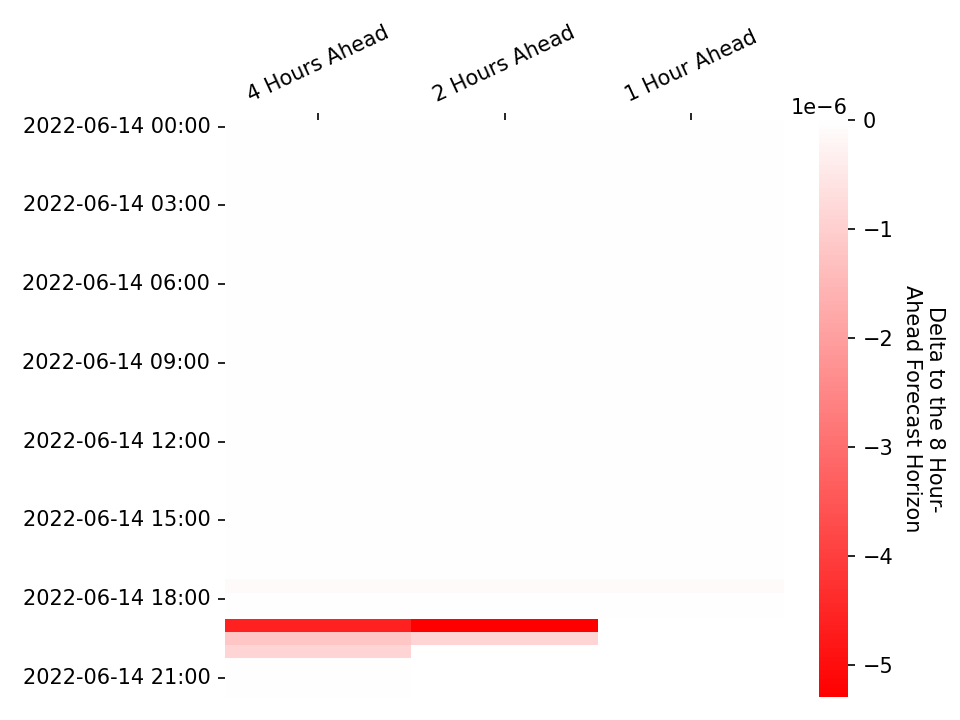 4 Hours Ahead
2 Hours Ahead
1 Hour Ahead
1e−6
2022-06-14 00:00
2022-06-14 03:00
2022-06-14 06:00
2022-06-14 09:00
2022-06-14 12:00
2022-06-14 15:00
2022-06-14 18:00
2022-06-14 21:00
0
−1
−2
−3
−4
−5
Delta to the 8 Hour-
Ahead Forecast Horizon